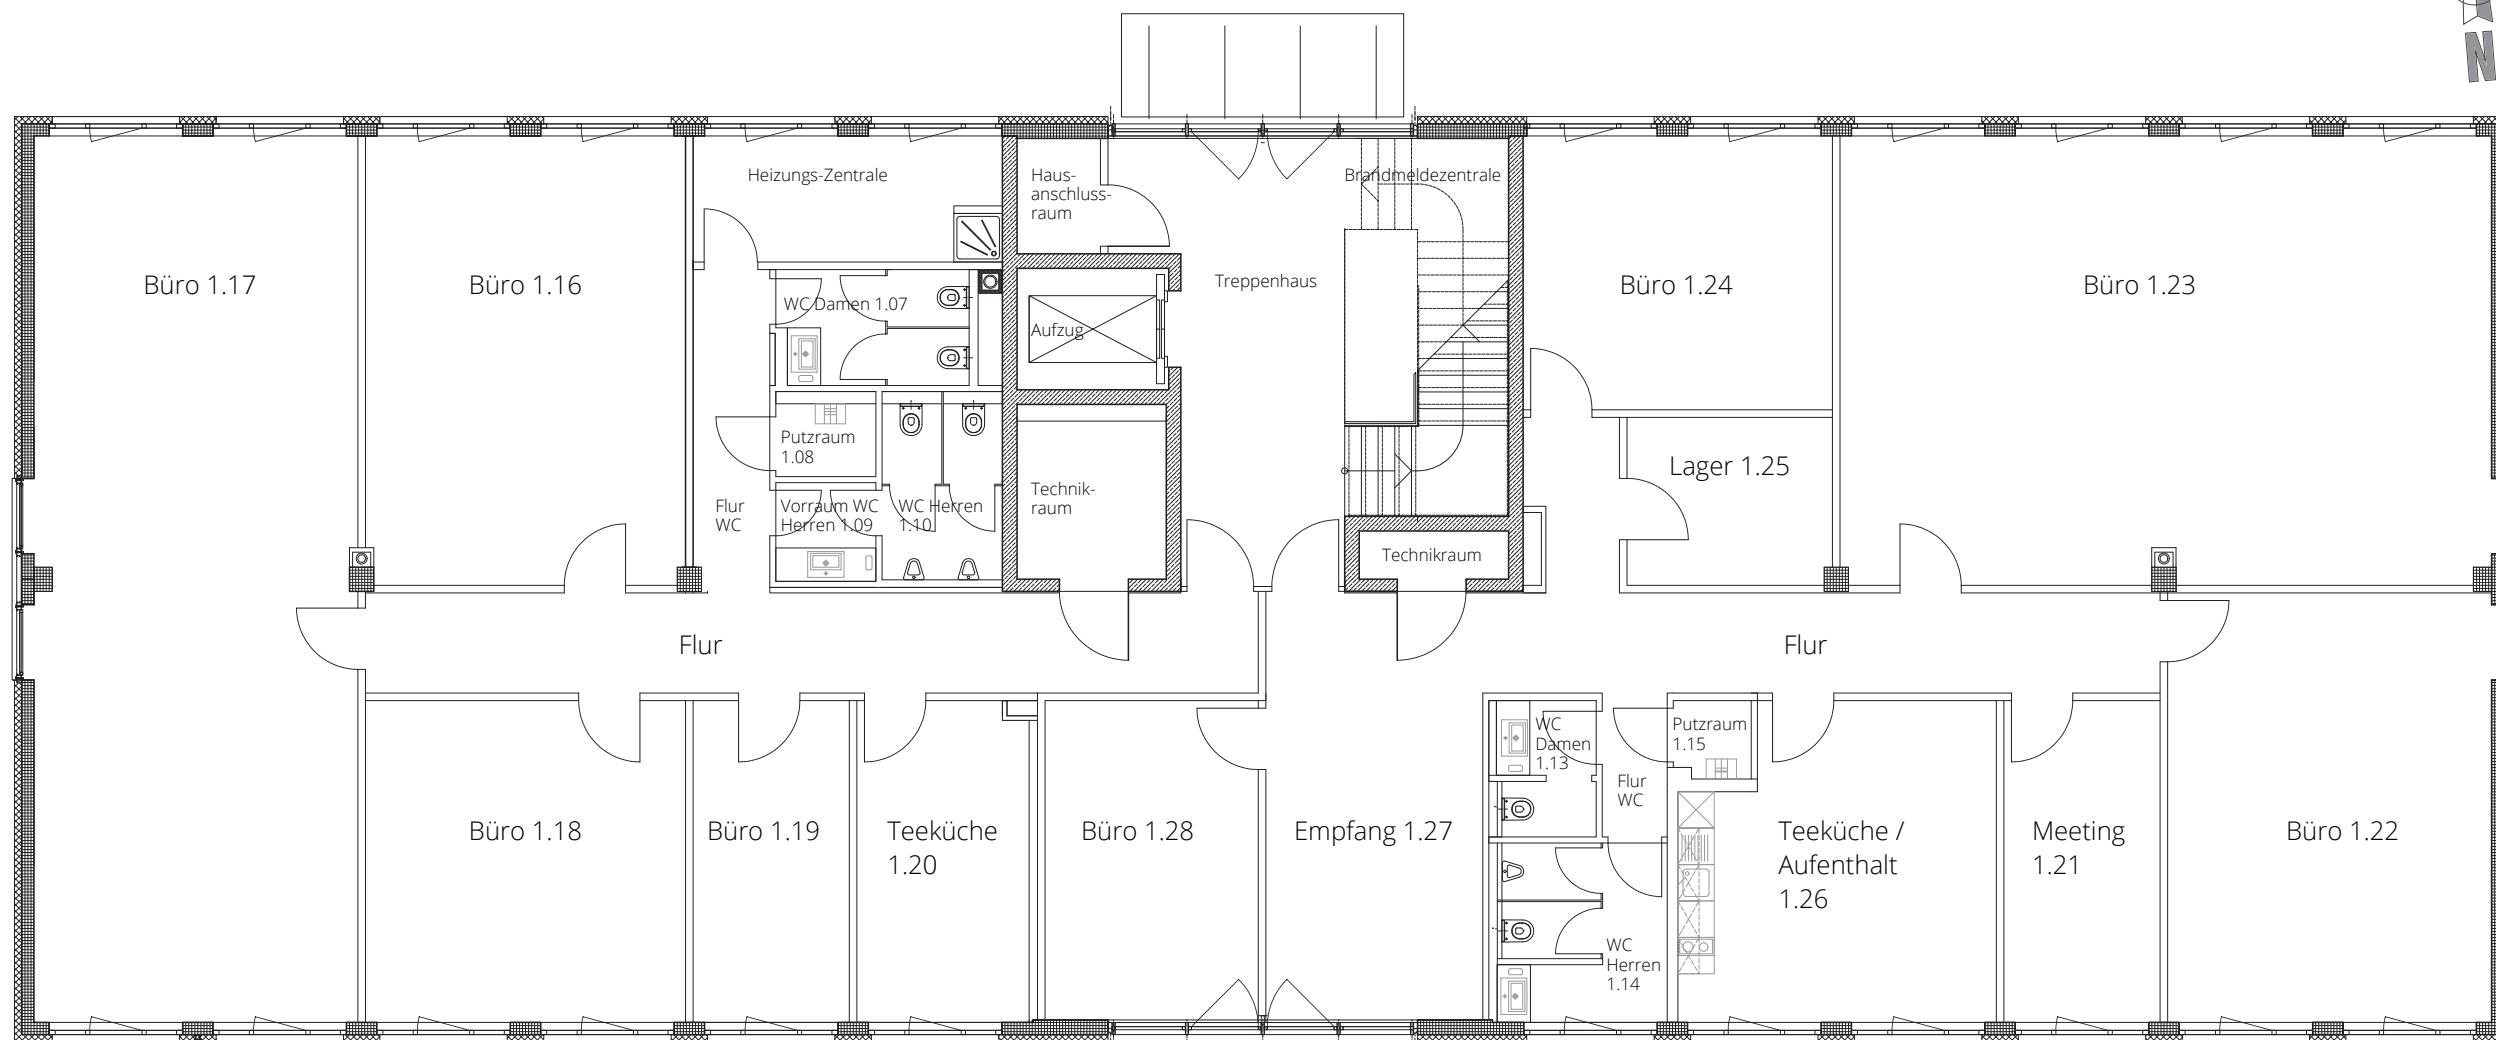 N
Heizungs-Zentrale
Haus-
anschluss-
raum
Brandmeldezentrale
Büro 1.17
Büro 1.16
WC Damen 1.07
Aufzug
Treppenhaus
Büro 1.24
Büro 1.23
Putzraum
1.08
Flur
WC
Vorraum WC
Herren 1.09
WC Herren
1.10
Technik-
raum
Technikraum
Lager 1.25
Flur
Flur
Büro 1.18
Büro 1.19
Teeküche
1.20
Büro 1.28
Empfang 1.27
WC
Damen
1.13
Flur
WC
Putzraum
1.15
WC
Herren
1.14
Teeküche /
Aufenthalt
1.26
Meeting
1.21
Büro 1.22